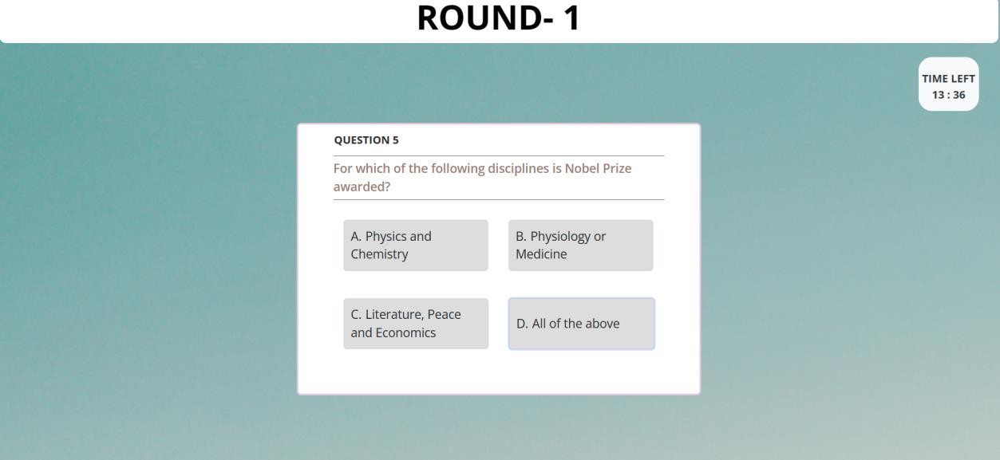 ROUND- 1
TIME LEFT
13 : 36
QUESTION 5
For which of the following disciplines is Nobel Prize
awarded?
A. Physics and
Chemistry
B. Physiology or
Medicine
C. Literature, Peace
and Economics
D. All of the above